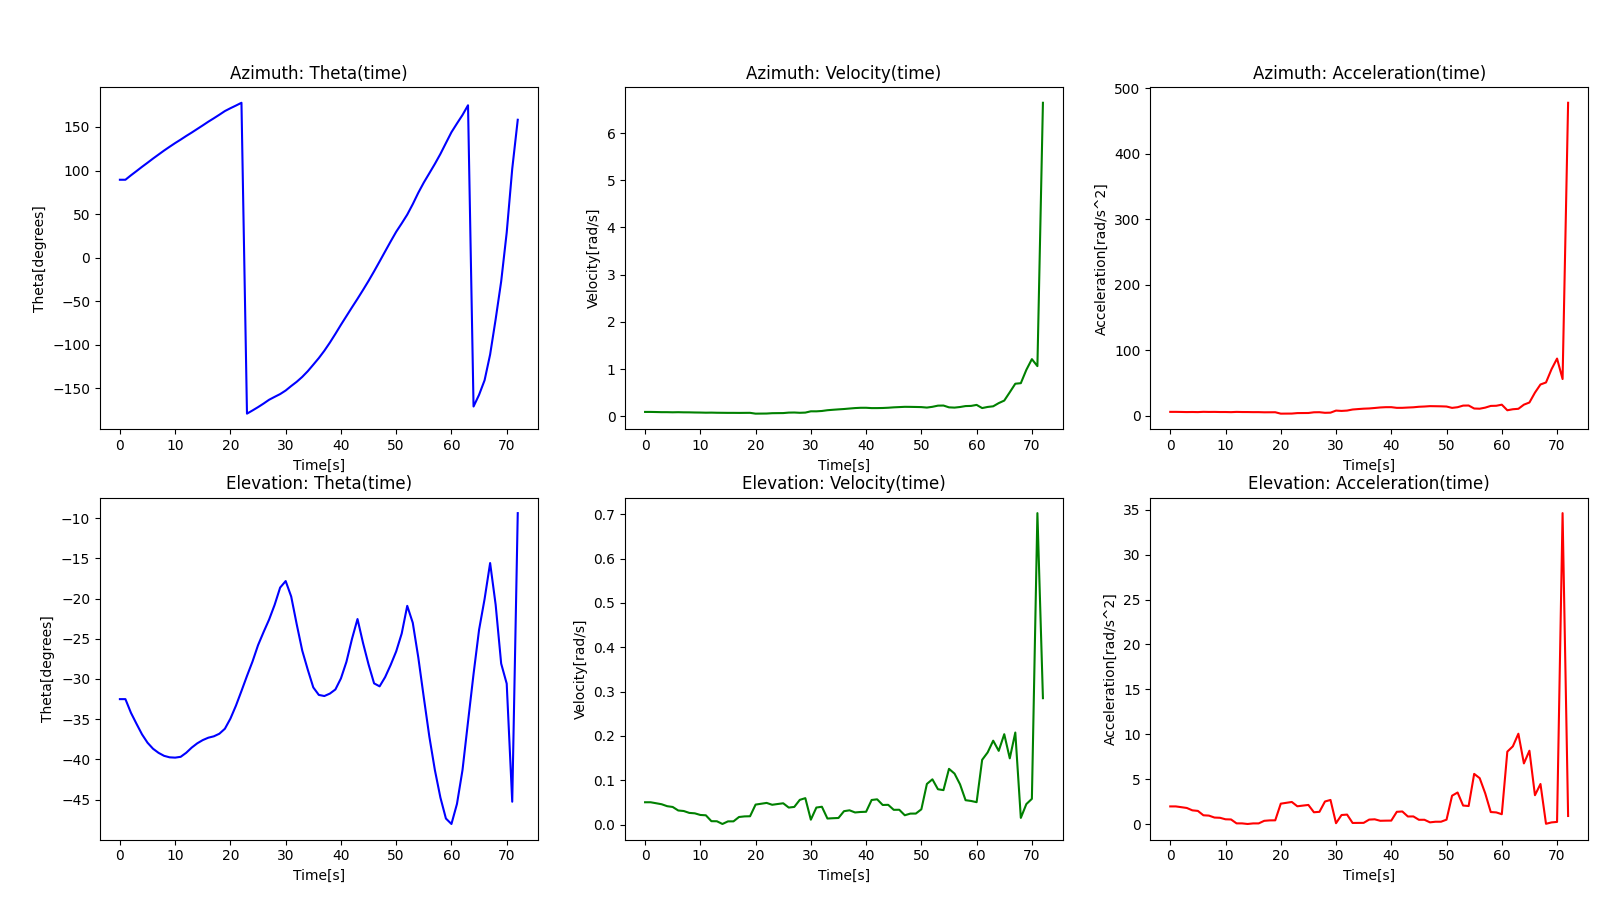 Azimuth: Theta(time)
Theta[degrees]
150
100
50
0
−50
−100
−150
0 10 20 30 40 50 60 70
Time[s]
Azimuth: Velocity(time)
Velocity[rad/s]
6
5
4
3
2
1
0
0 10 20 30 40 50 60 70
Time[s]
Azimuth: Acceleration(time)
Acceleration[rad/s^2]
500
400
300
200
100
0
0 10 20 30 40 50 60 70
Time[s]
Elevation: Theta(time)
Theta[degrees]
−10
−15
−20
−25
−30
−35
−40
−45
0 10 20 30 40 50 60 70
Time[s]
Elevation: Velocity(time)
Velocity[rad/s]
0.7
0.6
0.5
0.4
0.3
0.2
0.1
0.0
0 10 20 30 40 50 60 70
Time[s]
Elevation: Acceleration(time)
Acceleration[rad/s^2]
35
30
25
20
15
10
5
0
0 10 20 30 40 50 60 70
Time[s]